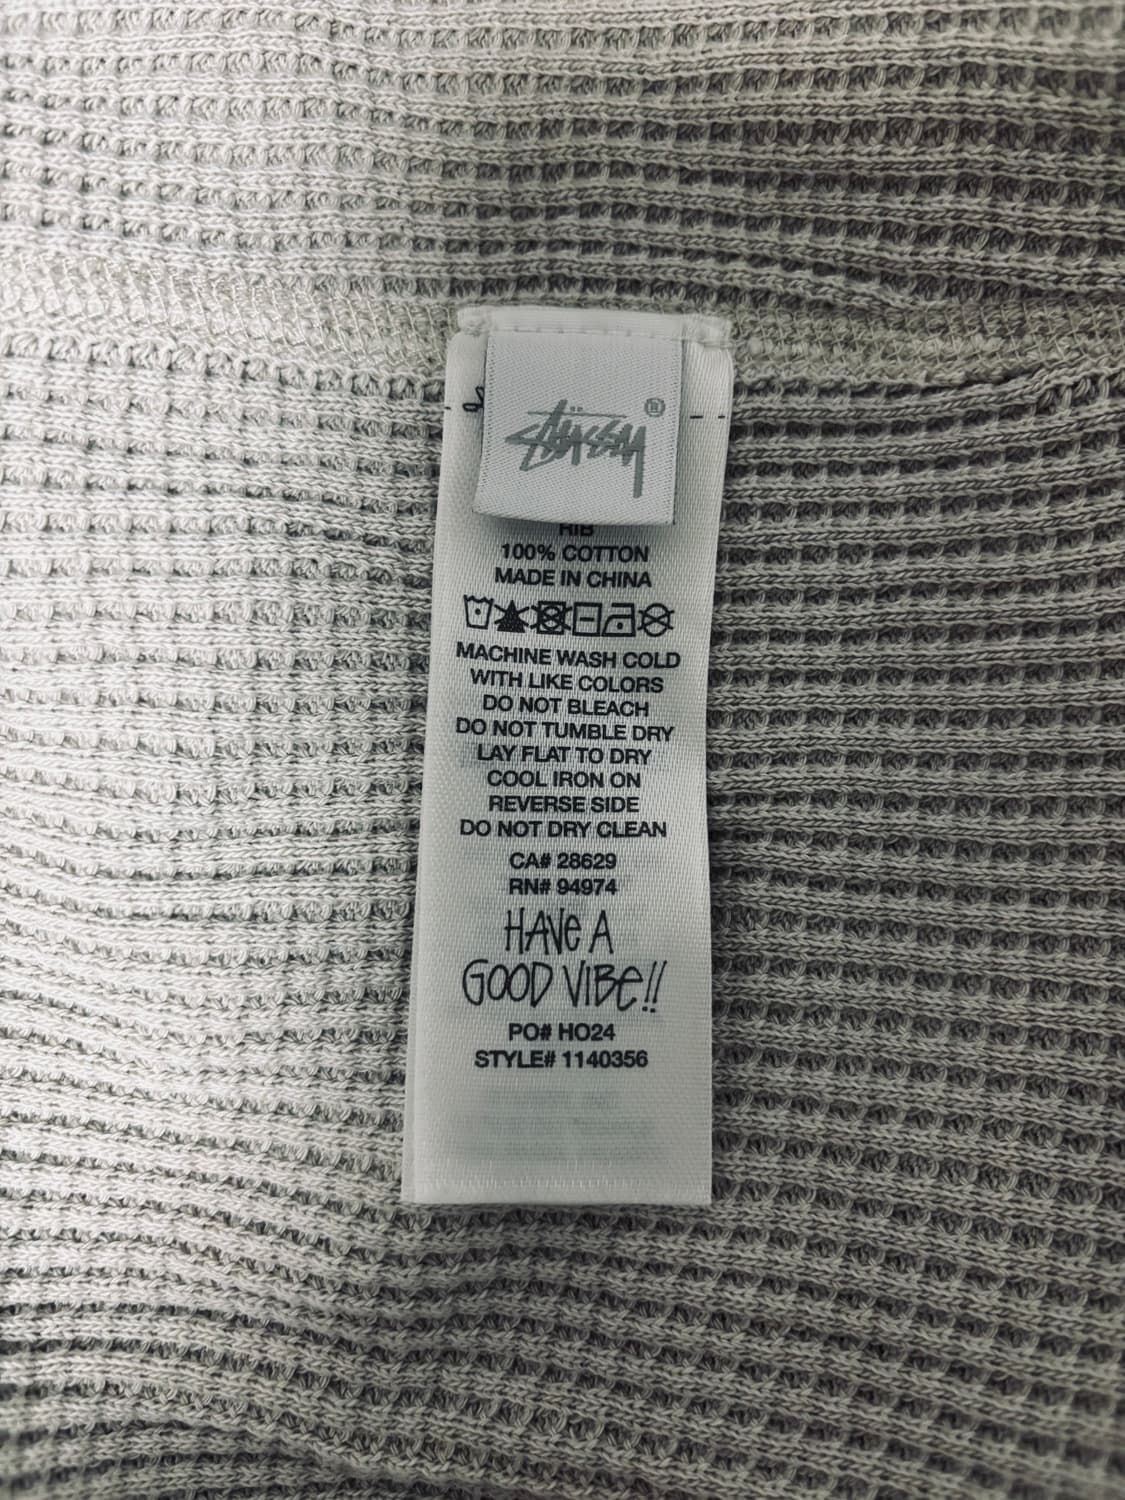 Stüssy ®
RIB
100% COTTON
MADE IN CHINA
MACHINE WASH COLD
WITH LIKE COLORS
DO NOT BLEACH
DO NOT TUMBLE DRY
LAY FLAT TO DRY
COOL IRON ON
REVERSE SIDE
DO NOT DRY CLEAN
CA# 28629
RN# 94974
HAVE A
GOOD VIBE!!
PO# HO24
STYLE# 1140356